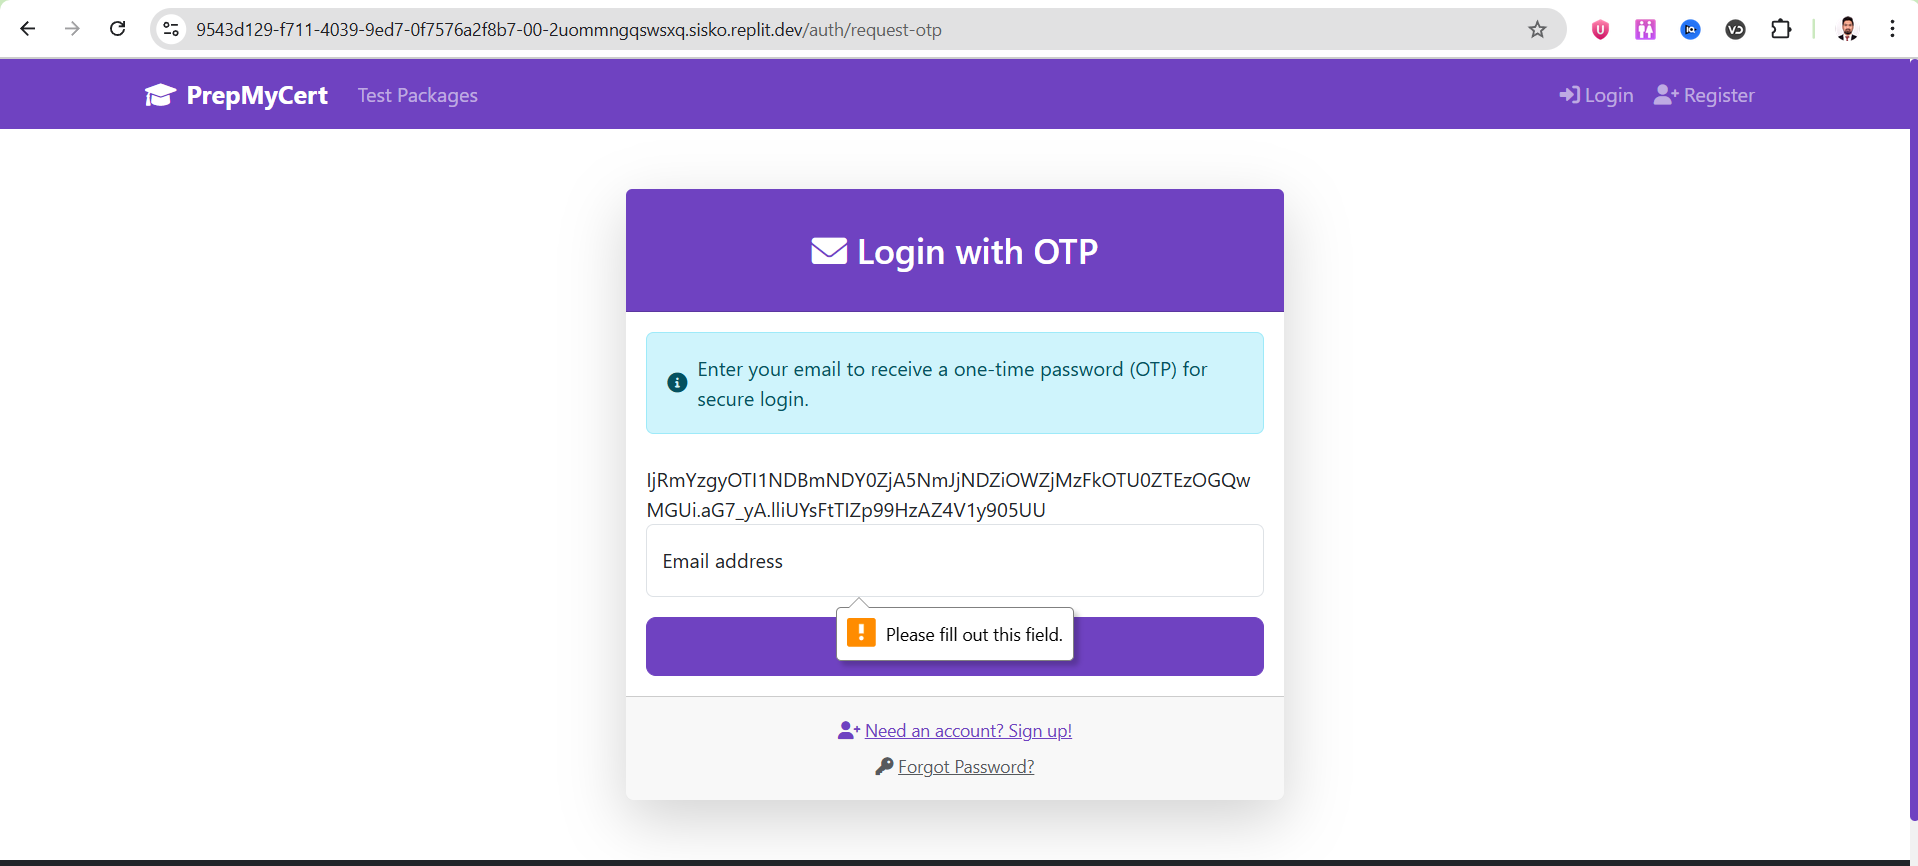 9543d129-f711-4039-9ed7-0f7576a2f8b7-00-2uommngqswsxq.sisko.replit.dev/auth/request-otp
PrepMyCert
Test Packages
Login
Register
Login with OTP
Enter your email to receive a one-time password (OTP) for
secure login.
IjRmYzgyOTI1NDBmNDY0ZjA5NmJjNDZiOWZjMzFkOTU0ZTEzOGQw
MGUi.aG7_yA.lliUYsFtTIZp99HzAZ4V1y905UU
Email address
Please fill out this field.
Need an account? Sign up!
Forgot Password?